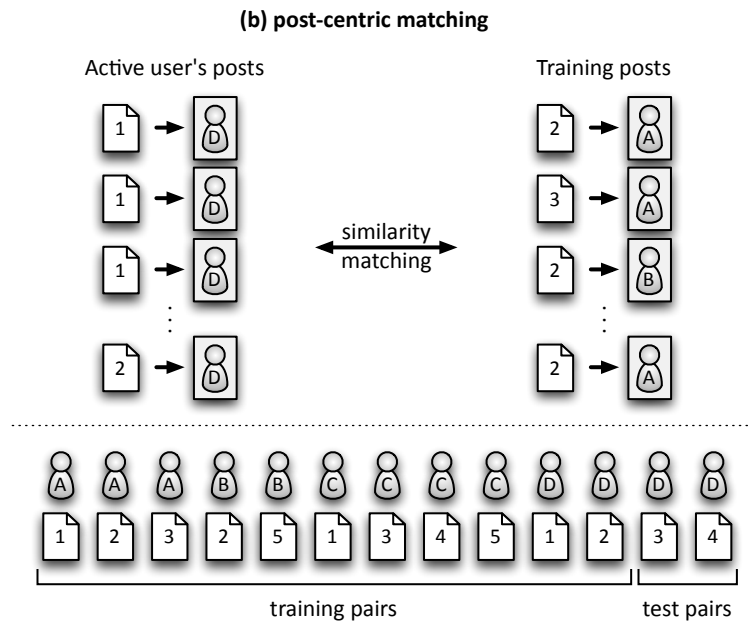 (b) post-centric matching
Active user's posts
Training posts
1 D
2 A
1 D
3 A
similarity
matching
1 D
2 B
2 D
2 A
A A A B B C C C C D D D D
1 2 3 2 5 1 3 4 5 1 2 3 4
training pairs
test pairs